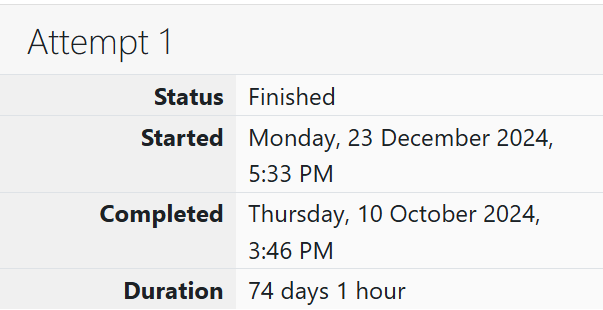 Attempt 1
Status Finished
Started Monday, 23 December 2024,
5:33 PM
Completed Thursday, 10 October 2024,
3:46 PM
Duration 74 days 1 hour